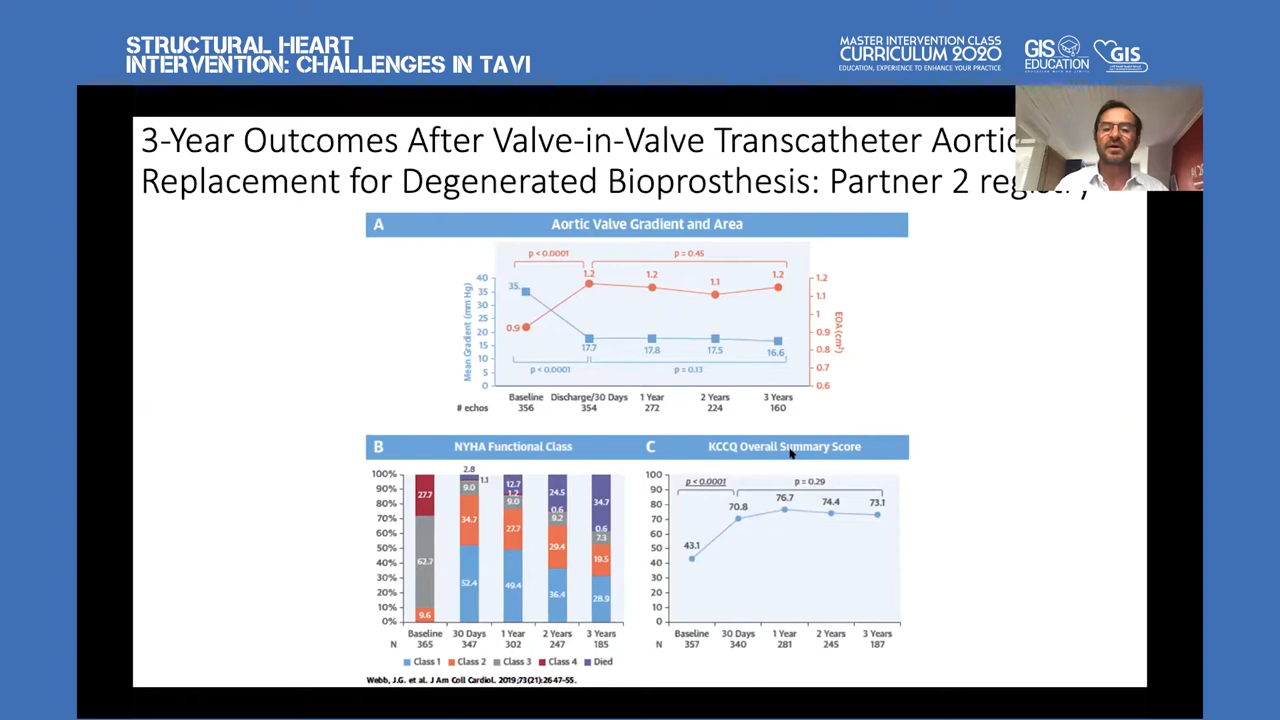 STRUCTURAL HEART
INTERVENTION: CHALLENGES IN TAVI
MASTER INTERVENTION CLASS
CURRICULUM 2020
EDUCATION, EXPERIENCE TO ENHANCE YOUR PRACTICE
GIS
EDUCATION
GIS
3-Year Outcomes After Valve-in-Valve Transcatheter Aortic
Replacement for Degenerated Bioprosthesis: Partner 2 registry
A Aortic Valve Gradient and Area
p < 0.0001 p = 0.45
Mean Gradient (mm Hg)
40
35
30
25
20
15
10
5
0
35
17.7
17.8
17.5
16.6
0.9
1.2
1.2
1.1
1.2
1.2
1.1
1
0.9
0.8
0.7
0.6
EOA (cm²)
p < 0.0001 p = 0.13
Baseline Discharge/30 Days 1 Year 2 Years 3 Years
# echos 356 354 272 224 160
B NYHA Functional Class
100%
90%
80%
70%
60%
50%
40%
30%
20%
10%
0%
27.7
62.7
9.6
2.8
1.1
9.0
34.7
52.4
12.7
1.2
9.0
27.7
49.4
24.5
0.6
9.2
29.4
36.4
34.7
0.6
7.3
19.5
28.9
Baseline 30 Days 1 Year 2 Years 3 Years
N 365 347 302 247 185
Class 1 Class 2 Class 3 Class 4 Died
C KCCQ Overall Summary Score
100
90
80
70
60
50
40
30
20
10
0
p < 0.0001 p = 0.29
43.1
70.8
76.7
74.4
73.1
Baseline 30 Days 1 Year 2 Years 3 Years
N 357 340 281 245 187
Webb, J.G. et al. J Am Coll Cardiol. 2019;73(21):2647-55.